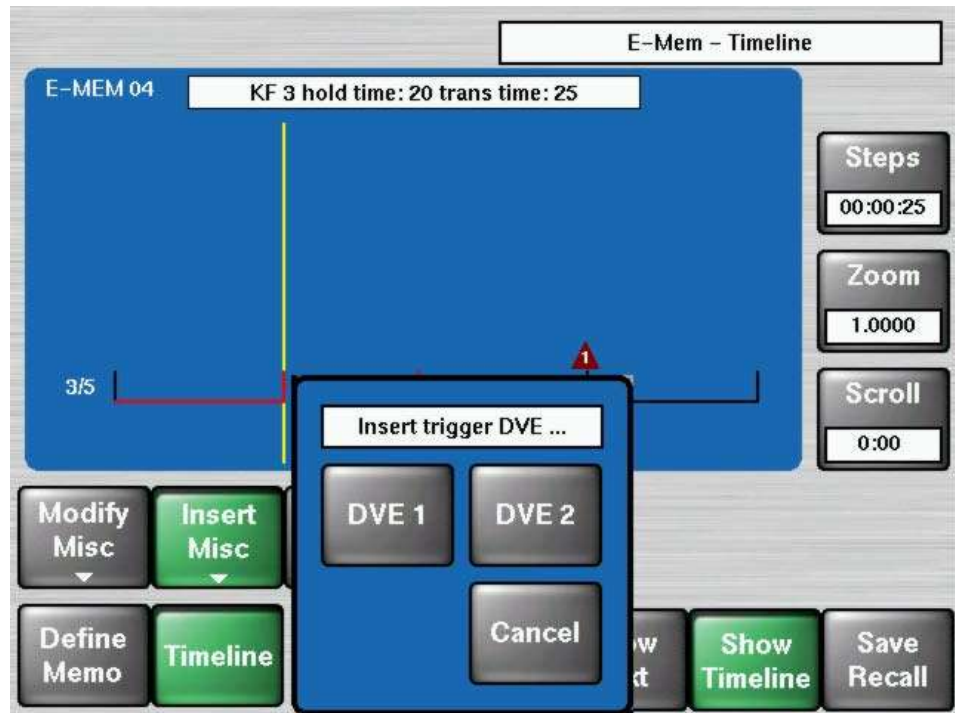 E-Mem - Timeline
E-MEM 04
KF 3 hold time: 20 trans time: 25
Steps
00:00:25
Zoom
1.0000
1
3/5
Scroll
0:00
Insert trigger DVE ...
DVE 1
DVE 2
Cancel
Modify
Misc
Insert
Misc
Define
Memo
Timeline
Show
Timeline
Save
Recall